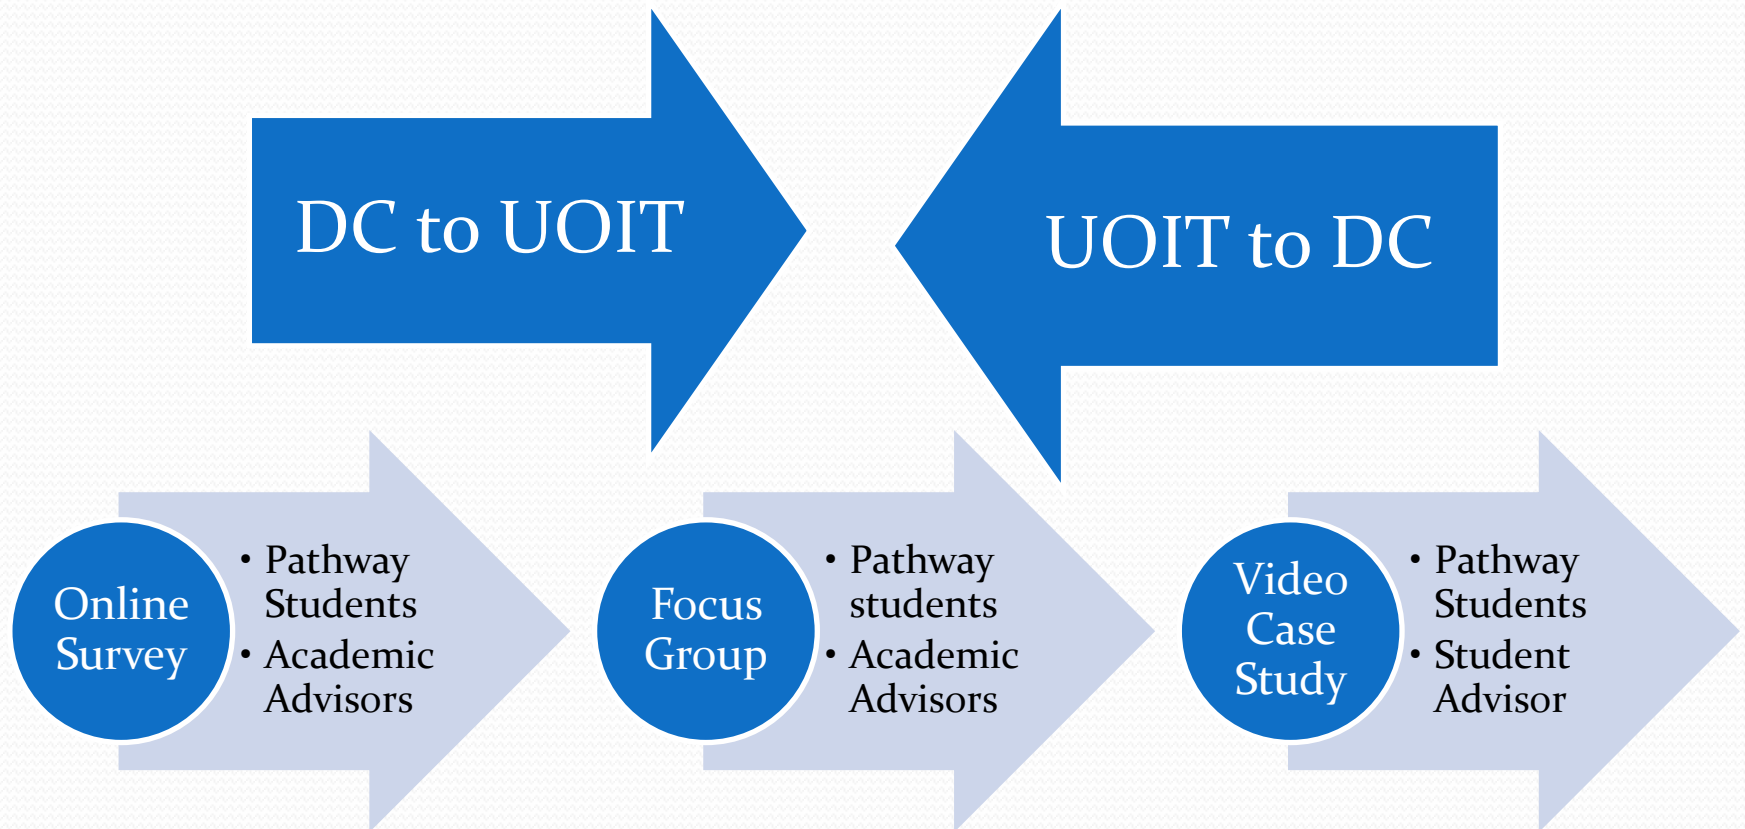 DC to UOIT
UOIT to DC
Online
Survey
• Pathway
Students
• Academic
Advisors
Focus
Group
• Pathway
students
• Academic
Advisors
Video
Case
Study
• Pathway
Students
• Student
Advisor